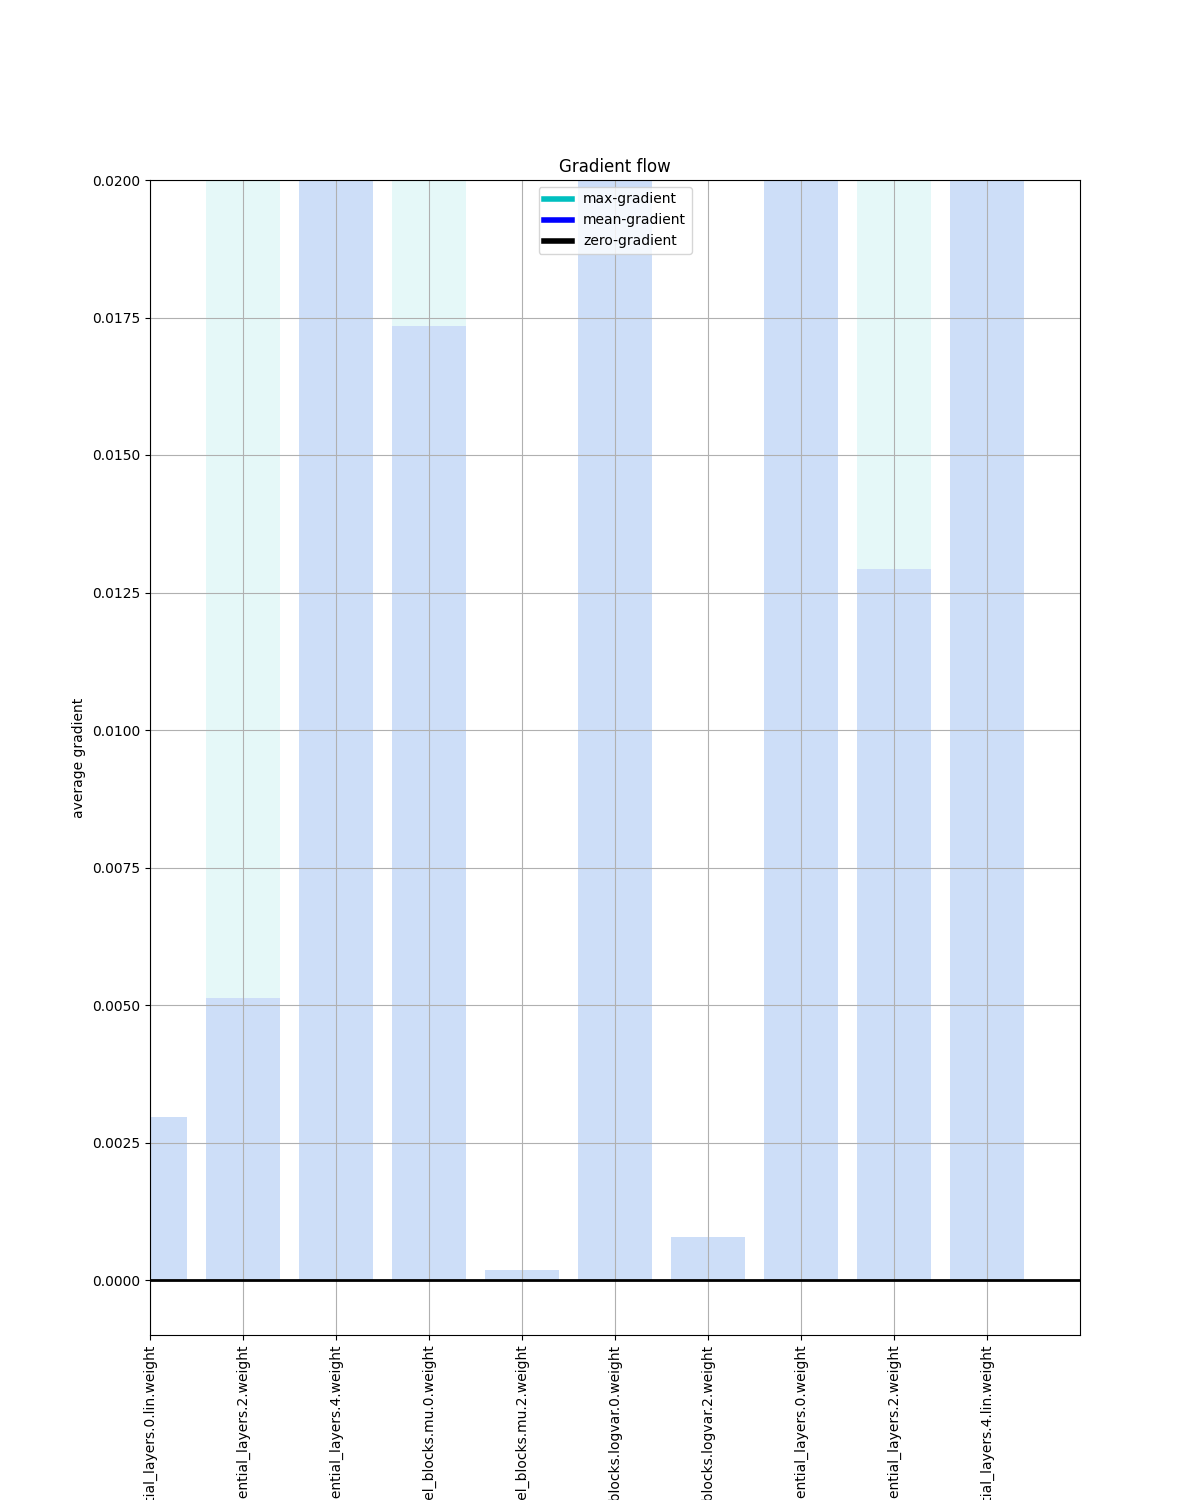 Gradient flow
max-gradient
mean-gradient
zero-gradient
0.0200
0.0175
0.0150
0.0125
0.0100
0.0075
0.0050
0.0025
0.0000
average gradient
tial_layers.0.lin.weight
ential_layers.2.weight
ential_layers.4.weight
el_blocks.mu.0.weight
el_blocks.mu.2.weight
blocks.logvar.0.weight
blocks.logvar.2.weight
ential_layers.0.weight
ential_layers.2.weight
tial_layers.4.lin.weight